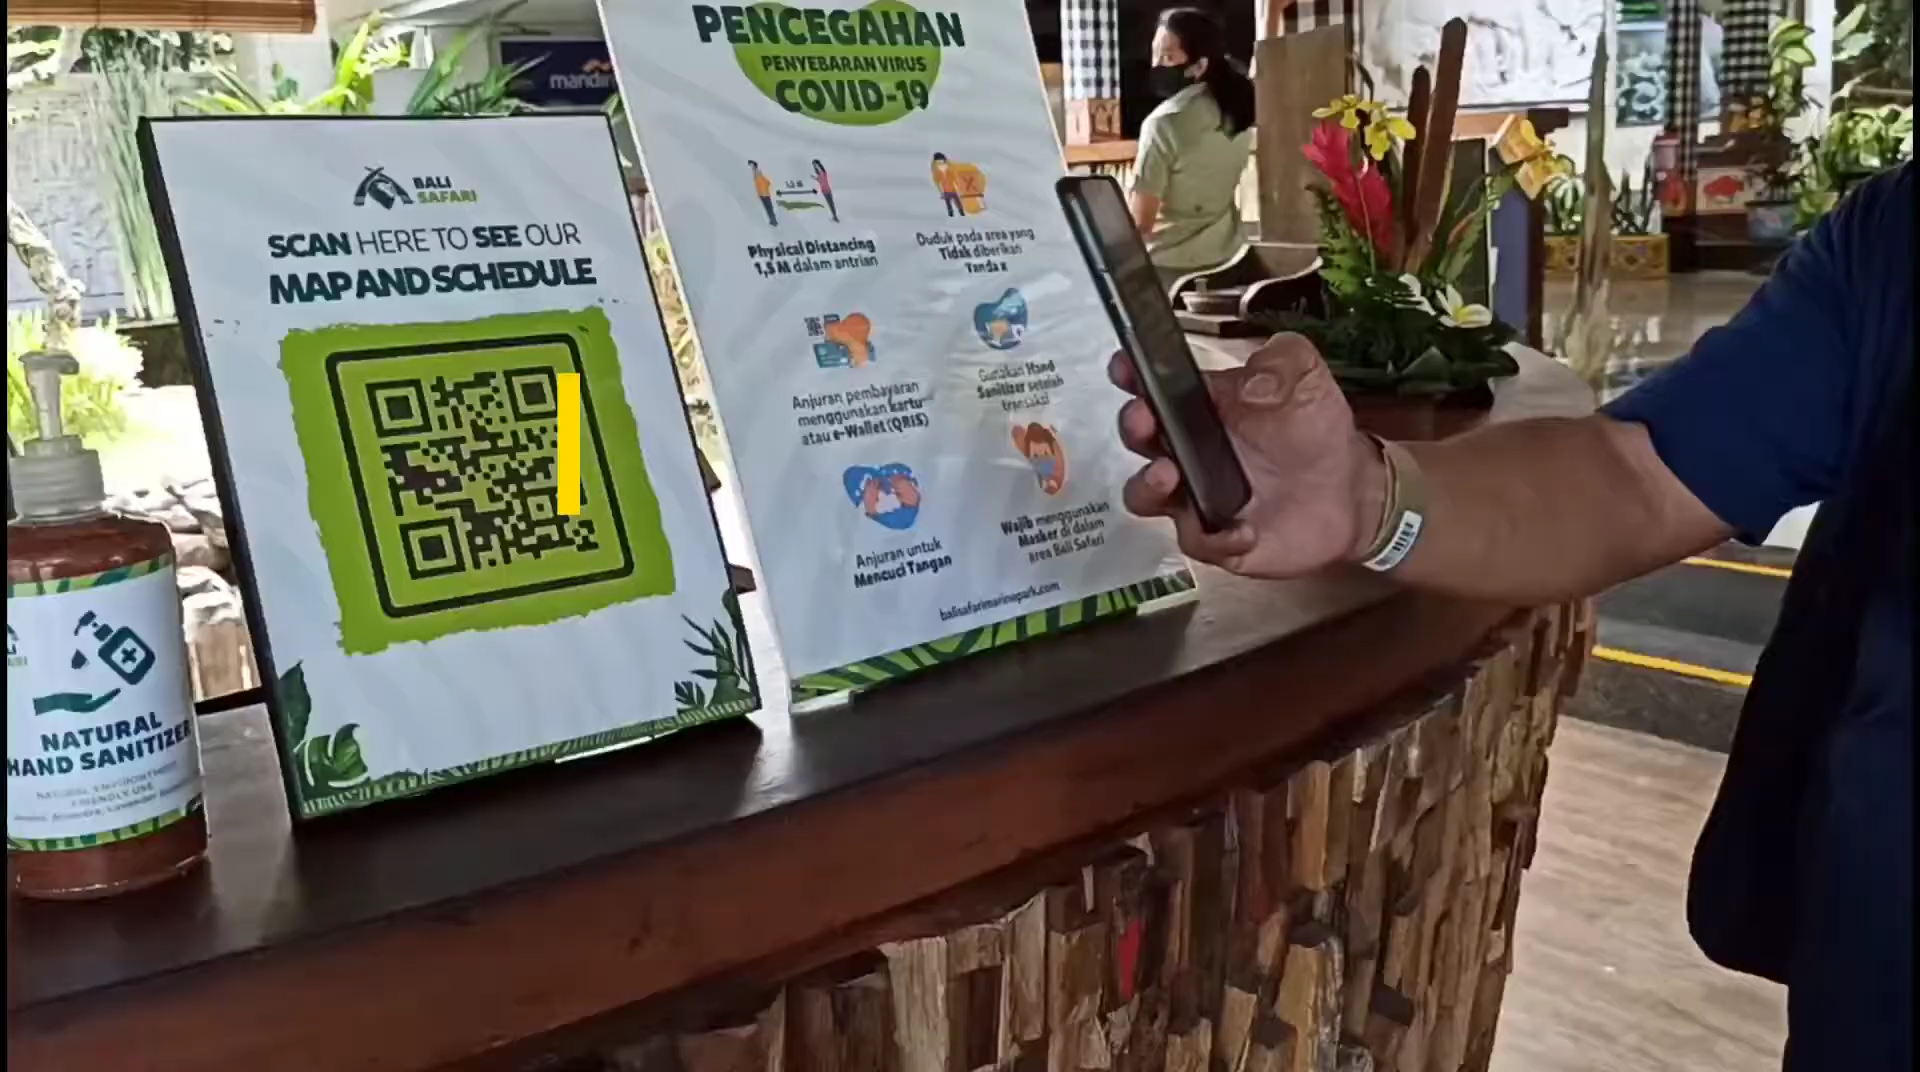 BALI
SAFARI
SCAN HERE TO SEE OUR
MAP AND SCHEDULE
PENCEGAHAN
PENYEBARAN VIRUS
COVID-19
Physical Distancing
1,5 M dalam antrian
Duduk pada area yang
Tidak diberikan
Tanda x
Anjuran pembayaran
menggunakan kartu
atau e-Wallet (QRIS)
Gunakan Hand
Sanitizer setelah
transaksi
Anjuran untuk
Mencuci Tangan
Wajib menggunakan
Masker di dalam
area Bali Safari
balisafarimarinepark.com
NATURAL
HAND SANITIZER
FRIENDLY USE